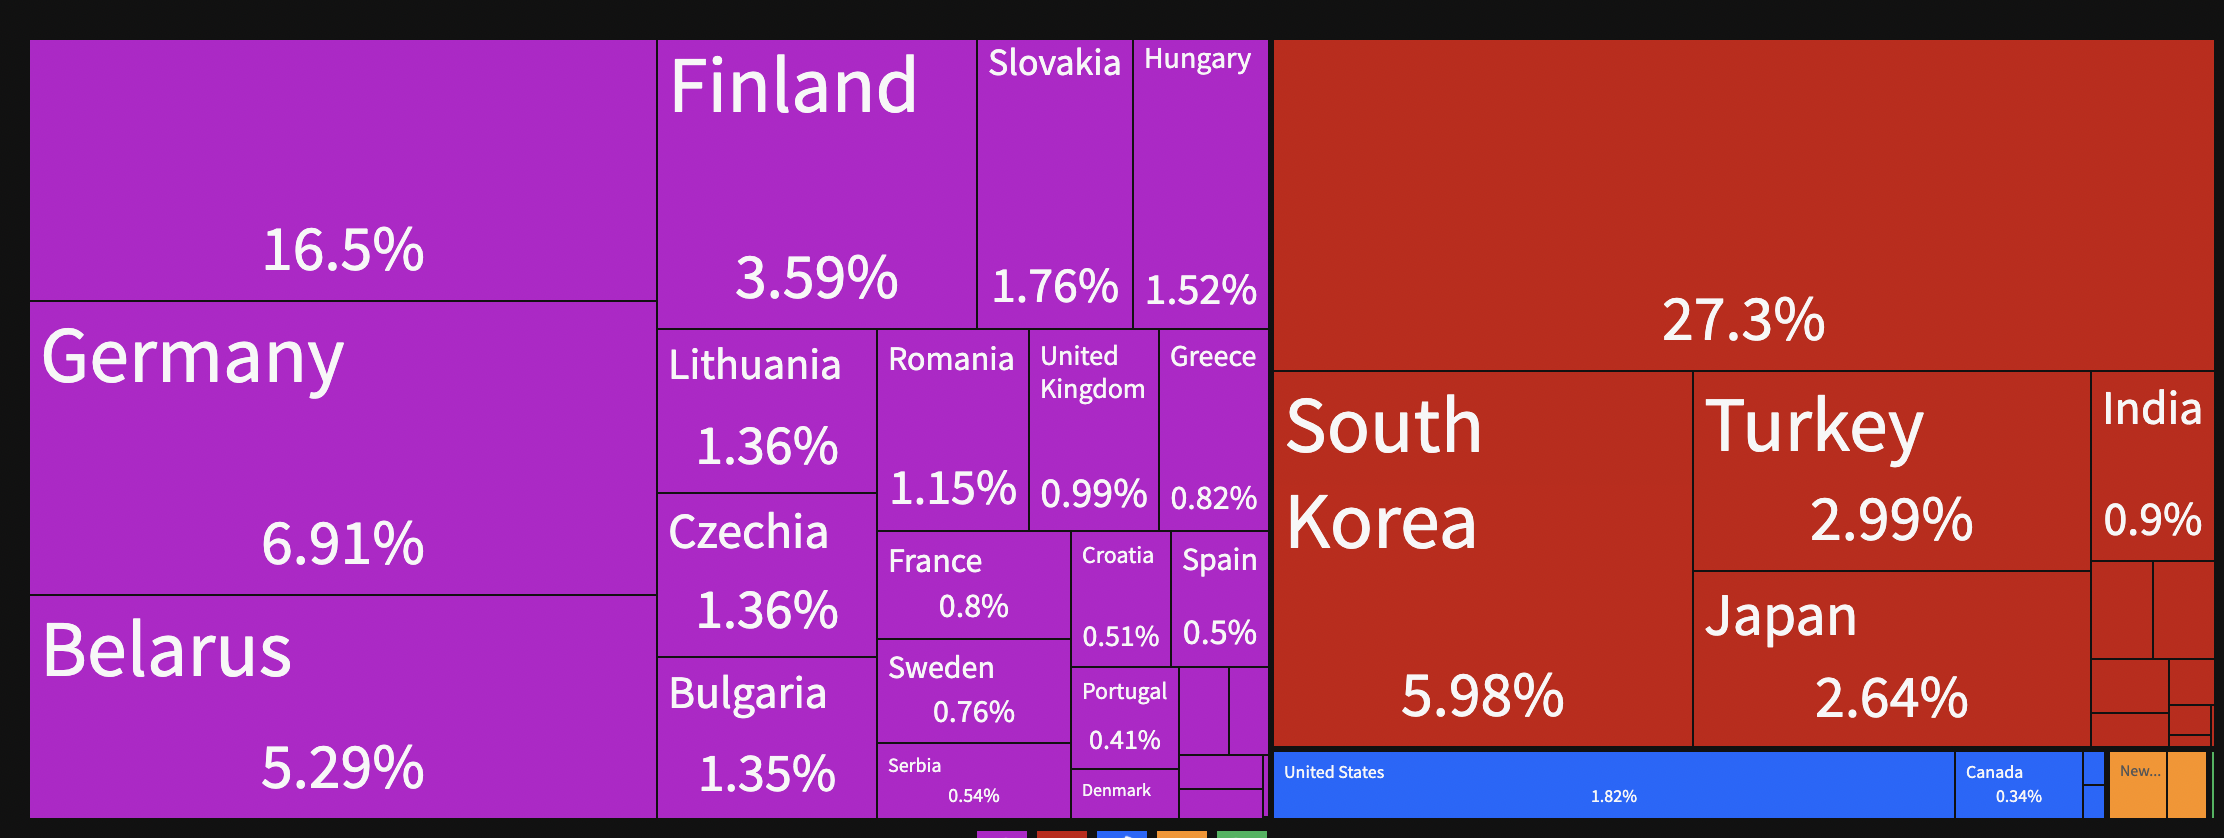 16.5%
Germany
6.91%
Belarus
5.29%
Finland
3.59%
Slovakia
1.76%
Hungary
1.52%
Lithuania
1.36%
Czechia
1.36%
Bulgaria
1.35%
Romania
1.15%
United
Kingdom
0.99%
Greece
0.82%
France
0.8%
Sweden
0.76%
Serbia
0.54%
Croatia
0.51%
Spain
0.5%
Portugal
0.41%
Denmark
27.3%
South
Korea
5.98%
Turkey
2.99%
Japan
2.64%
India
0.9%
United States
1.82%
Canada
0.34%
New...